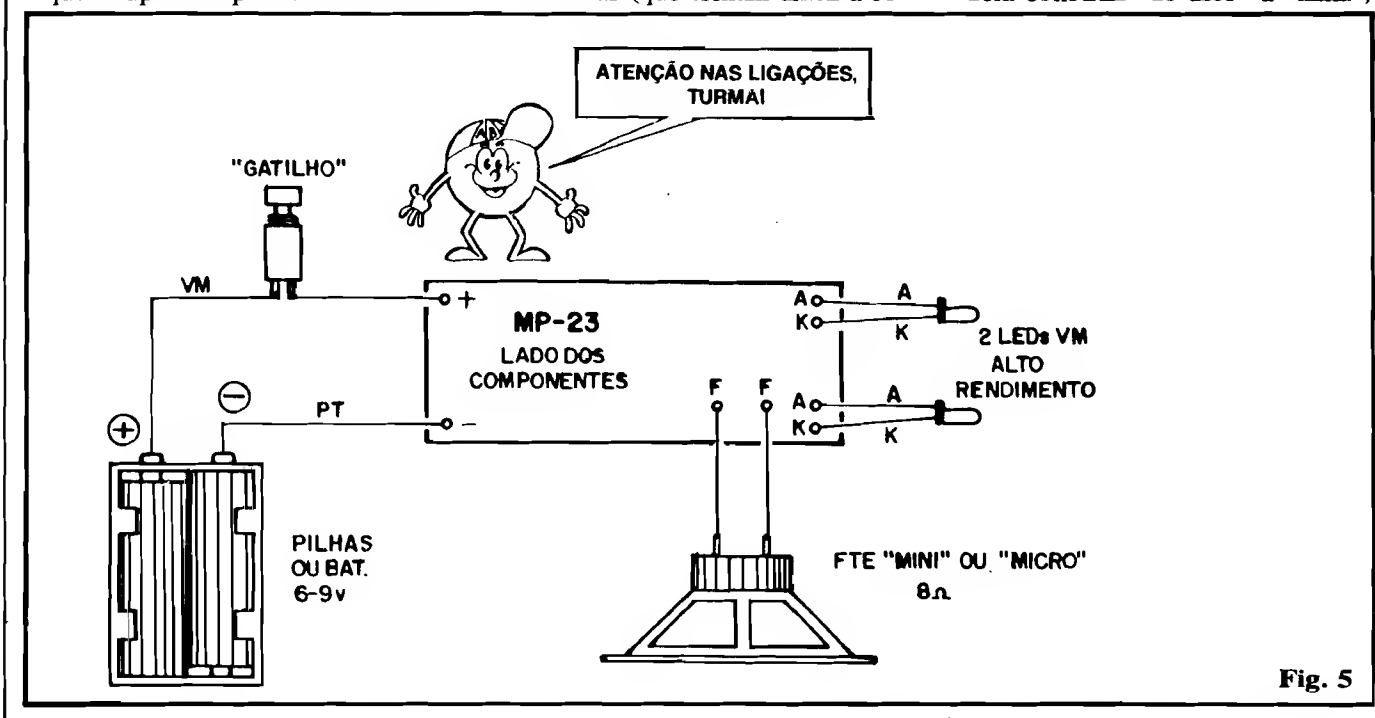 ATENÇÃO NAS LIGAÇÕES,
TURMA!
"GATILHO"
VM
+
MP-23
LADO DOS
COMPONENTES
-
A
A
K
K
2 LEDs VM
ALTO
RENDIMENTO
F
F
A
A
K
K
+
-
PT
PILHAS
OU BAT.
6-9v
FTE "MINI" OU "MICRO"
8Ω
Fig. 5